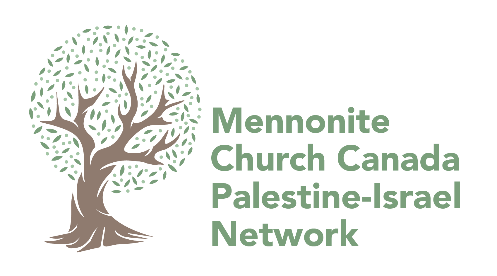 Mennonite
Church Canada
Palestine-Israel
Network